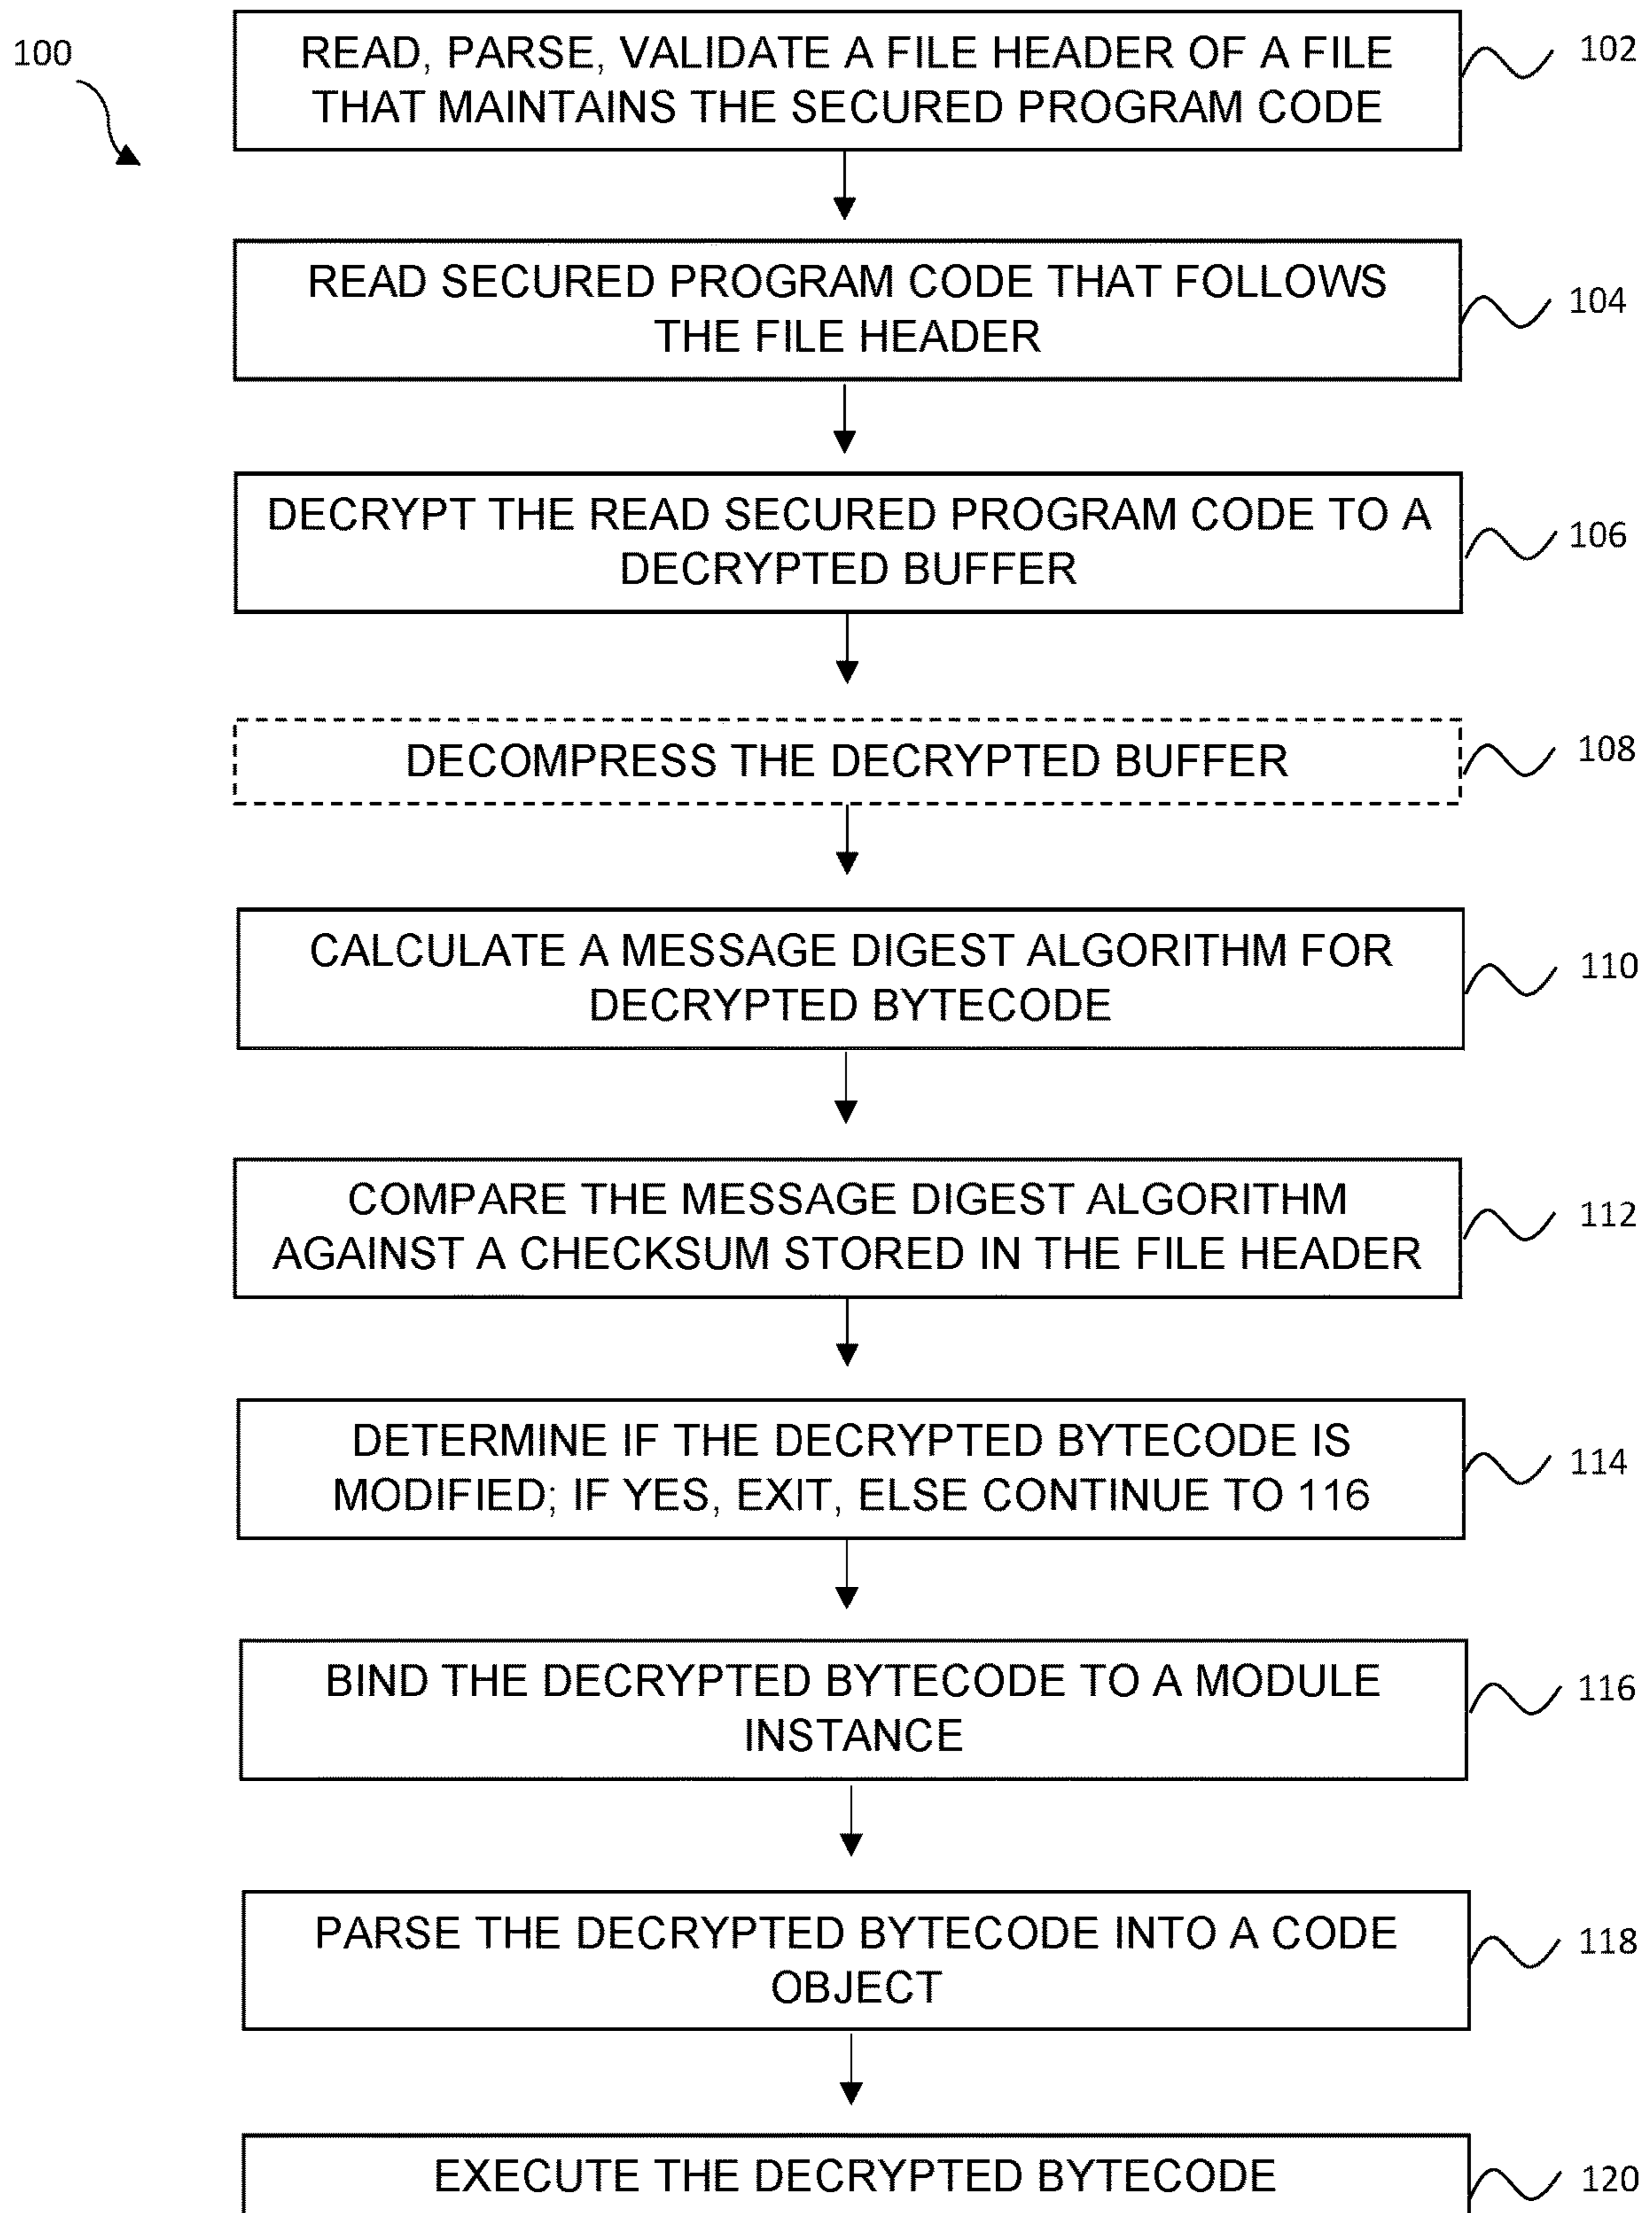 100
READ, PARSE, VALIDATE A FILE HEADER OF A FILE
THAT MAINTAINS THE SECURED PROGRAM CODE
102
READ SECURED PROGRAM CODE THAT FOLLOWS
THE FILE HEADER
104
DECRYPT THE READ SECURED PROGRAM CODE TO A
DECRYPTED BUFFER
106
DECOMPRESS THE DECRYPTED BUFFER
108
CALCULATE A MESSAGE DIGEST ALGORITHM FOR
DECRYPTED BYTECODE
110
COMPARE THE MESSAGE DIGEST ALGORITHM
AGAINST A CHECKSUM STORED IN THE FILE HEADER
112
DETERMINE IF THE DECRYPTED BYTECODE IS
MODIFIED; IF YES, EXIT, ELSE CONTINUE TO 116
114
BIND THE DECRYPTED BYTECODE TO A MODULE
INSTANCE
116
PARSE THE DECRYPTED BYTECODE INTO A CODE
OBJECT
118
EXECUTE THE DECRYPTED BYTECODE
120